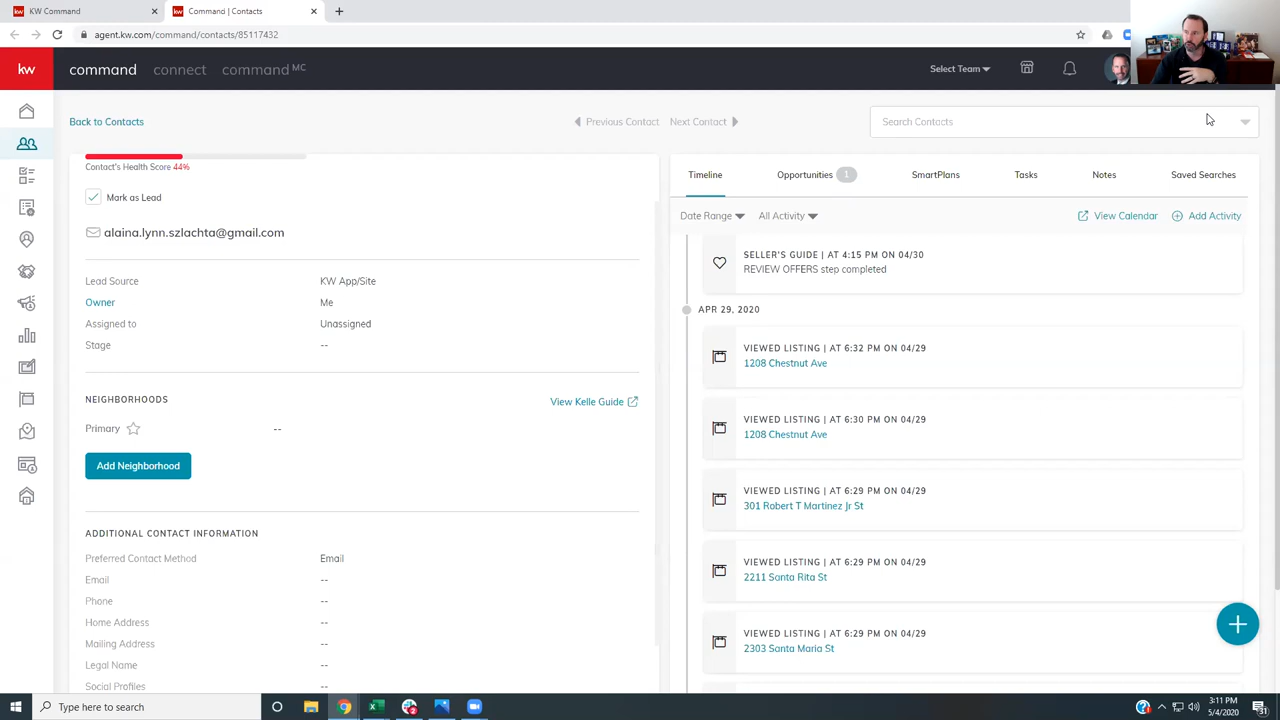 KW Command
Command | Contacts
agent.kw.com/command/contacts/85117432
kw
command
connect
command MC
Select Team
Back to Contacts
Previous Contact
Next Contact
Search Contacts
Contact's Health Score 44%
Mark as Lead
alaina.lynn.szlachta@gmail.com
Lead Source
KW App/Site
Owner
Me
Assigned to
Unassigned
Stage
--
NEIGHBORHOODS
View Kelle Guide
Primary
--
Add Neighborhood
ADDITIONAL CONTACT INFORMATION
Preferred Contact Method
Email
Email
--
Phone
--
Home Address
--
Mailing Address
--
Legal Name
--
Social Profiles
--
Timeline
Opportunities
1
SmartPlans
Tasks
Notes
Saved Searches
Date Range
All Activity
View Calendar
Add Activity
SELLER'S GUIDE | AT 4:15 PM ON 04/30
REVIEW OFFERS step completed
APR 29, 2020
VIEWED LISTING | AT 6:32 PM ON 04/29
1208 Chestnut Ave
VIEWED LISTING | AT 6:30 PM ON 04/29
1208 Chestnut Ave
VIEWED LISTING | AT 6:29 PM ON 04/29
301 Robert T Martinez Jr St
VIEWED LISTING | AT 6:29 PM ON 04/29
2211 Santa Rita St
VIEWED LISTING | AT 6:29 PM ON 04/29
2303 Santa Maria St
Type here to search
3:11 PM
5/4/2020